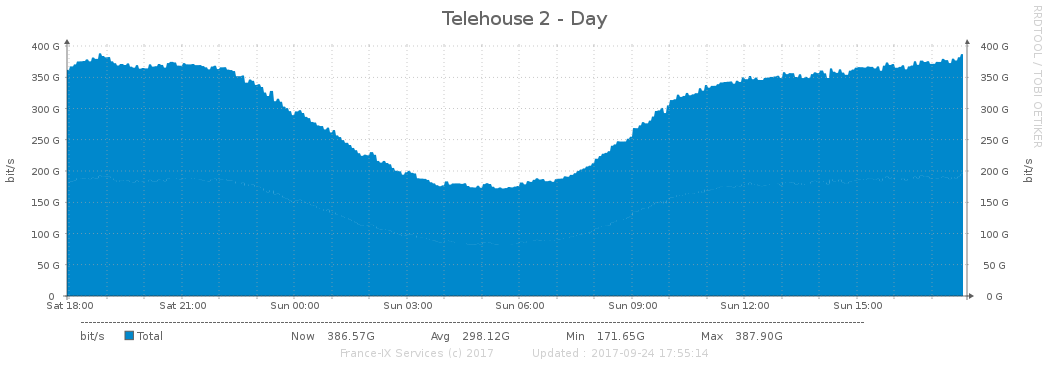 Telehouse 2 - Day
RRDTOOL / TOBI OETIKER
bit/s
bit/s
400 G 400 G
350 G 350 G
300 G 300 G
250 G 250 G
200 G 200 G
150 G 150 G
100 G 100 G
50 G 50 G
0 0 G
Sat 18:00 Sat 21:00 Sun 00:00 Sun 03:00 Sun 06:00 Sun 09:00 Sun 12:00 Sun 15:00
bit/s Total Now 386.57G Avg 298.12G Min 171.65G Max 387.90G
France-IX Services (c) 2017 Updated : 2017-09-24 17:55:14